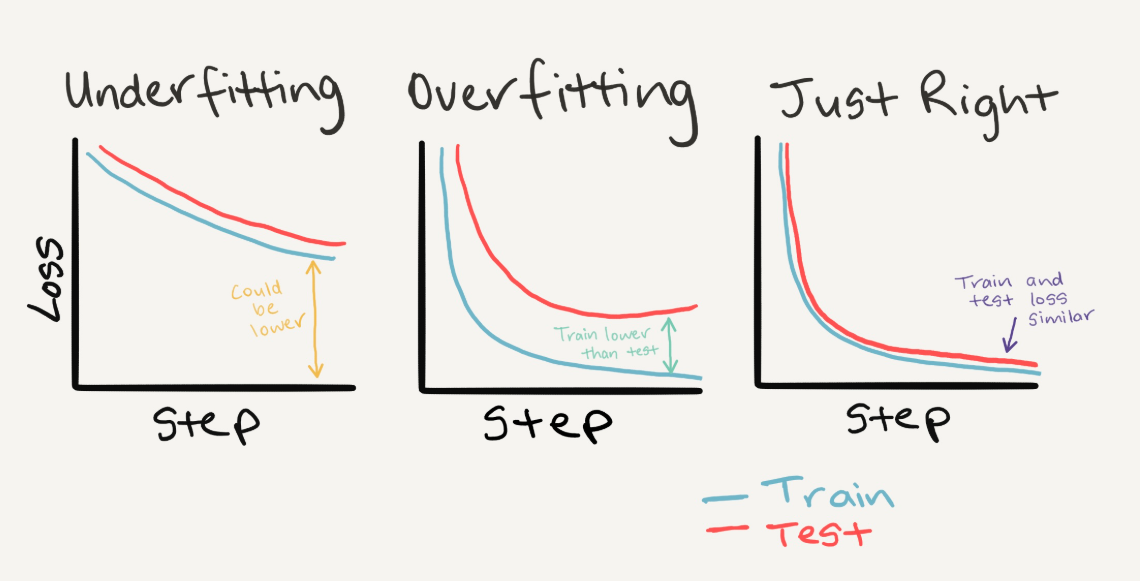 Underfitting
Overfitting
Just Right
Loss
Could
be
lower
Train lower
than test
Train and
test loss
similar
Step
Step
Step
Train
Test